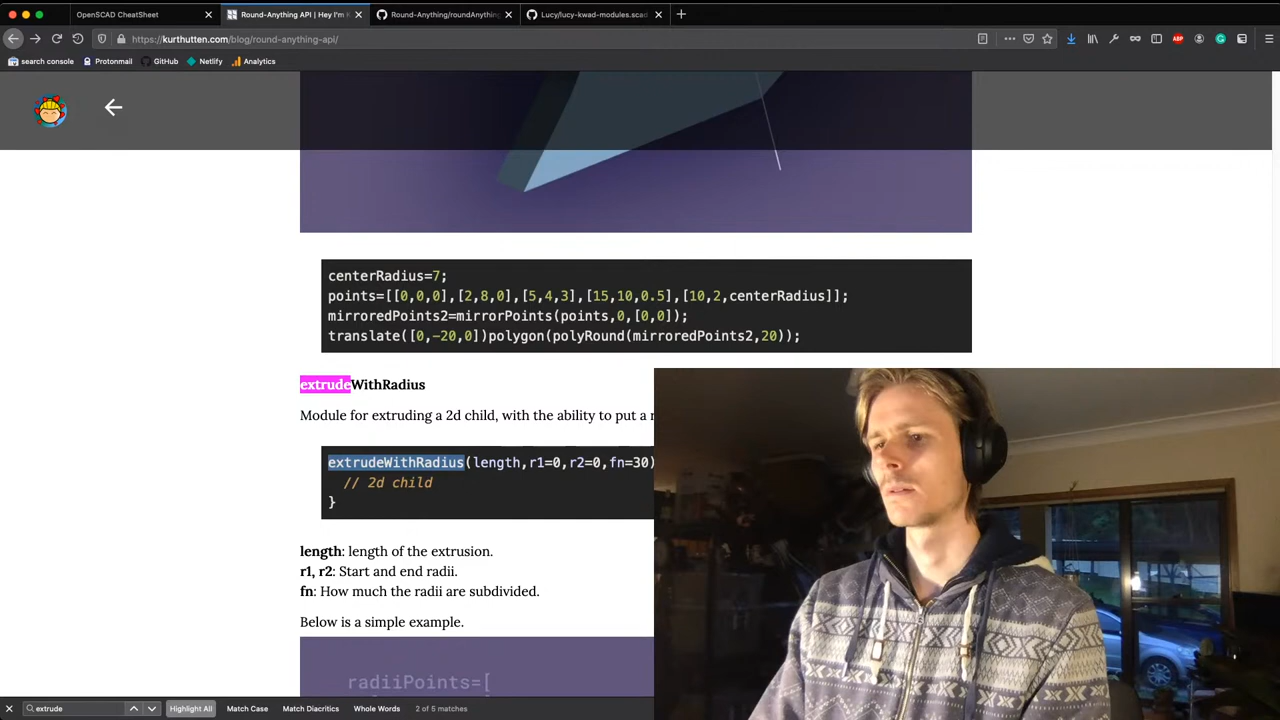 OpenSCAD CheatSheet
Round-Anything API | Hey I'm K
Round-Anything/roundAnything
Lucy/lucy-kwad-modules.scad
https://kurthutten.com/blog/round-anything-api/
search console
Protonmail
GitHub
Netlify
Analytics
ABP
centerRadius=7;
points=[[0,0,0],[2,8,0],[5,4,3],[15,10,0.5],[10,2,centerRadius]];
mirroredPoints2=mirrorPoints(points,0,[0,0]);
translate([0,-20,0])polygon(polyRound(mirroredPoints2,20));
extrudeWithRadius
Module for extruding a 2d child, with the ability to put a
extrudeWithRadius(length,r1=0,r2=0,fn=30)
// 2d child
}
length: length of the extrusion.
r1, r2: Start and end radii.
fn: How much the radii are subdivided.
Below is a simple example.
radiiPoints=[
extrude
Highlight All
Match Case
Match Diacritics
Whole Words
2 of 5 matches